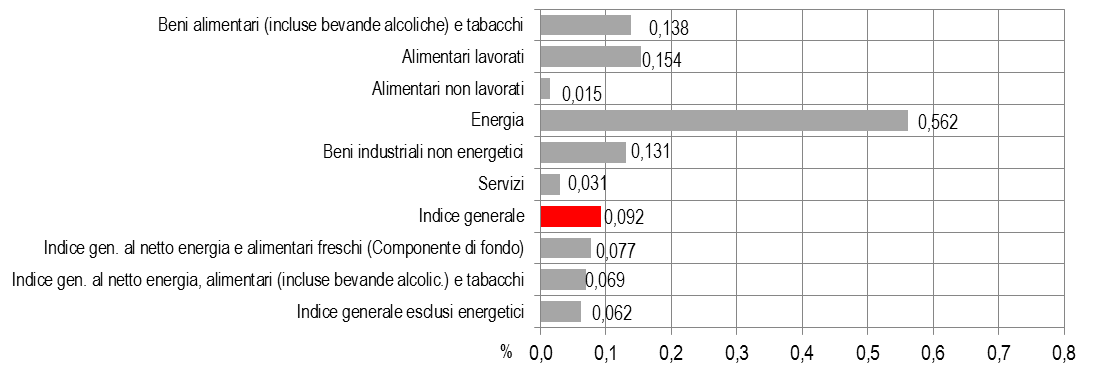 Beni alimentari (incluse bevande alcoliche) e tabacchi 0,138
Alimentari lavorati 0,154
Alimentari non lavorati 0,015
Energia 0,562
Beni industriali non energetici 0,131
Servizi 0,031
Indice generale 0,092
Indice gen. al netto energia e alimentari freschi (Componente di fondo) 0,077
Indice gen. al netto energia, alimentari (incluse bevande alcolic.) e tabacchi 0,069
Indice generale esclusi energetici 0,062
% 0,0 0,1 0,2 0,3 0,4 0,5 0,6 0,7 0,8